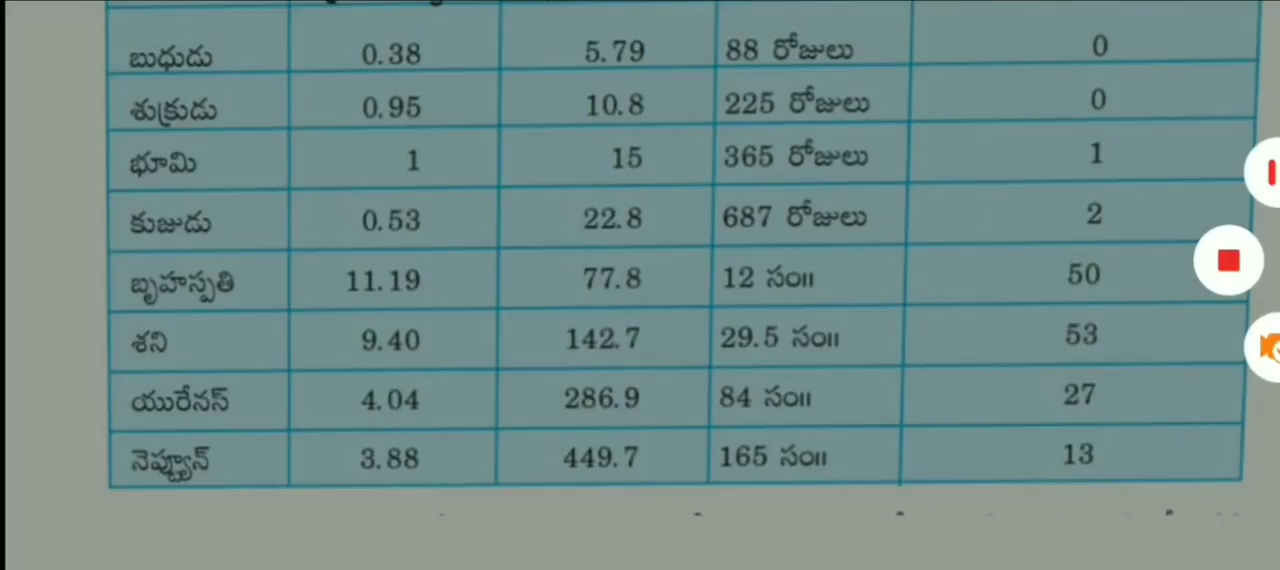 బుధుడు 0.38 5.79 88 రోజులు 0
శుక్రుడు 0.95 10.8 225 రోజులు 0
భూమి 1 15 365 రోజులు 1
కుజుడు 0.53 22.8 687 రోజులు 2
బృహస్పతి 11.19 77.8 12 సం॥ 50
శని 9.40 142.7 29.5 సం॥ 53
యురేనస్ 4.04 286.9 84 సం॥ 27
నెప్ట్యూన్ 3.88 449.7 165 సం॥ 13